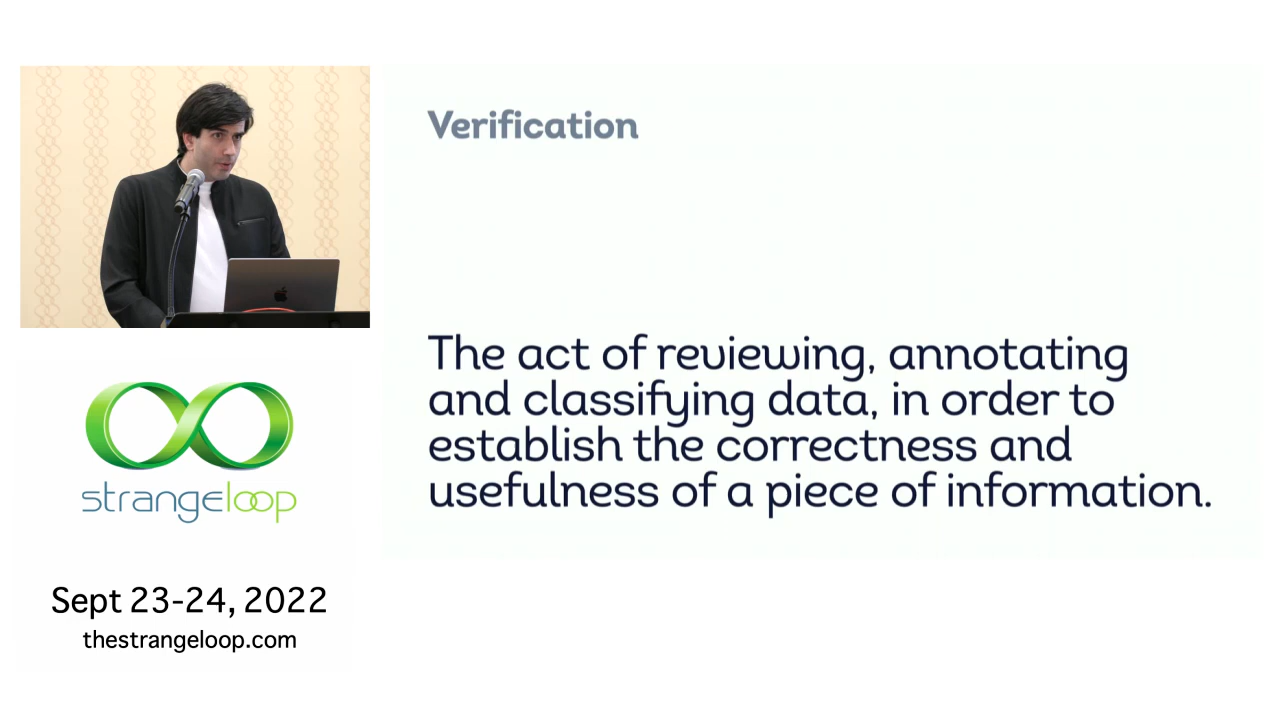 Verification
The act of reviewing, annotating
and classifying data, in order to
establish the correctness and
usefulness of a piece of information.
strangeloop
Sept 23-24, 2022
thestrangeloop.com